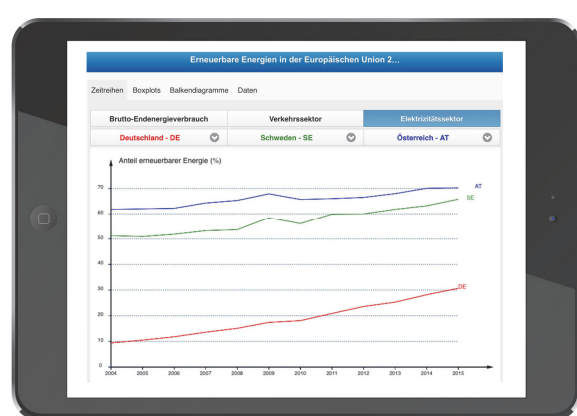 Erneuerbare Energien in der Europäischen Union 2...
Zeitreihen Boxplots Balkendiagramme Daten
Brutto-Endenergieverbrauch Verkehrssektor Elektrizitätssektor
Deutschland - DE Schweden - SE Österreich - AT
Anteil erneuerbarer Energie (%)
70
60
50
40
30
20
10
0
AT
SE
DE
2004 2005 2006 2007 2008 2009 2010 2011 2012 2013 2014 2015